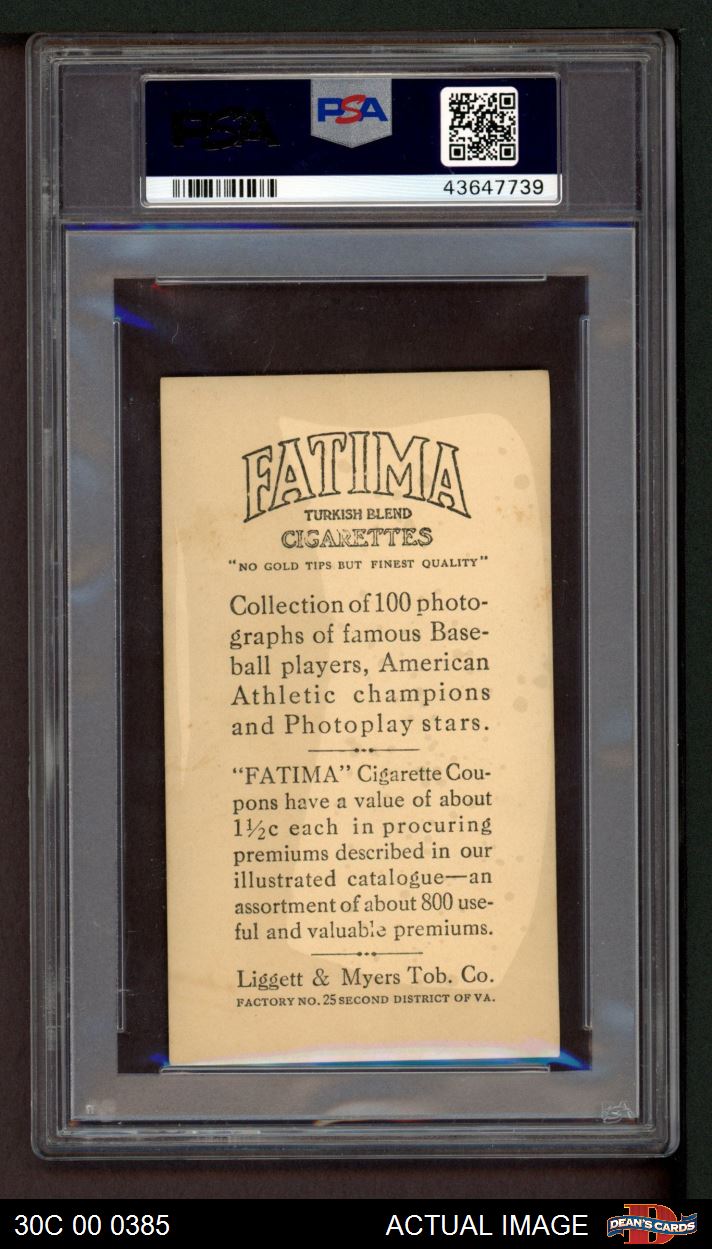 PSA
PSA
43647739
FATIMA
TURKISH BLEND
CIGARETTES
"NO GOLD TIPS BUT FINEST QUALITY"
Collection of 100 photo-
graphs of famous Base-
ball players, American
Athletic champions
and Photoplay stars.
"FATIMA" Cigarette Cou-
pons have a value of about
1½c each in procuring
premiums described in our
illustrated catalogue—an
assortment of about 800 use-
ful and valuable premiums.
Liggett & Myers Tob. Co.
FACTORY NO. 25 SECOND DISTRICT OF VA.
PSA
30C 00 0385
ACTUAL IMAGE
DEAN'S CARDS